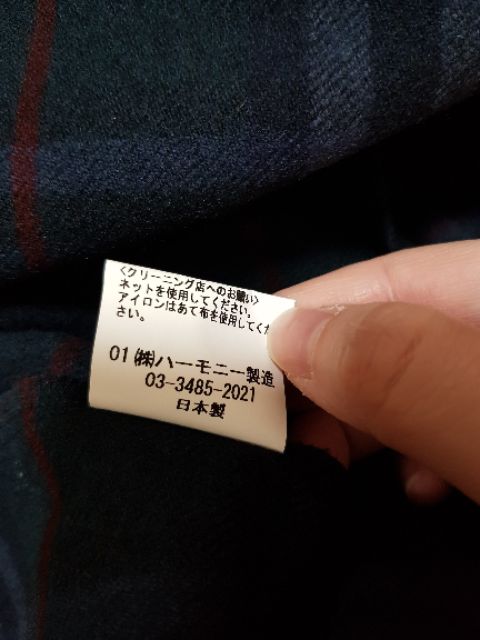 〈クリーニング店へのお願い〉
ネットを使用してください。
アイロンはあて布を使用してくだ
さい。
01 ㈱ハーモニー製造
03-3485-2021
日本製